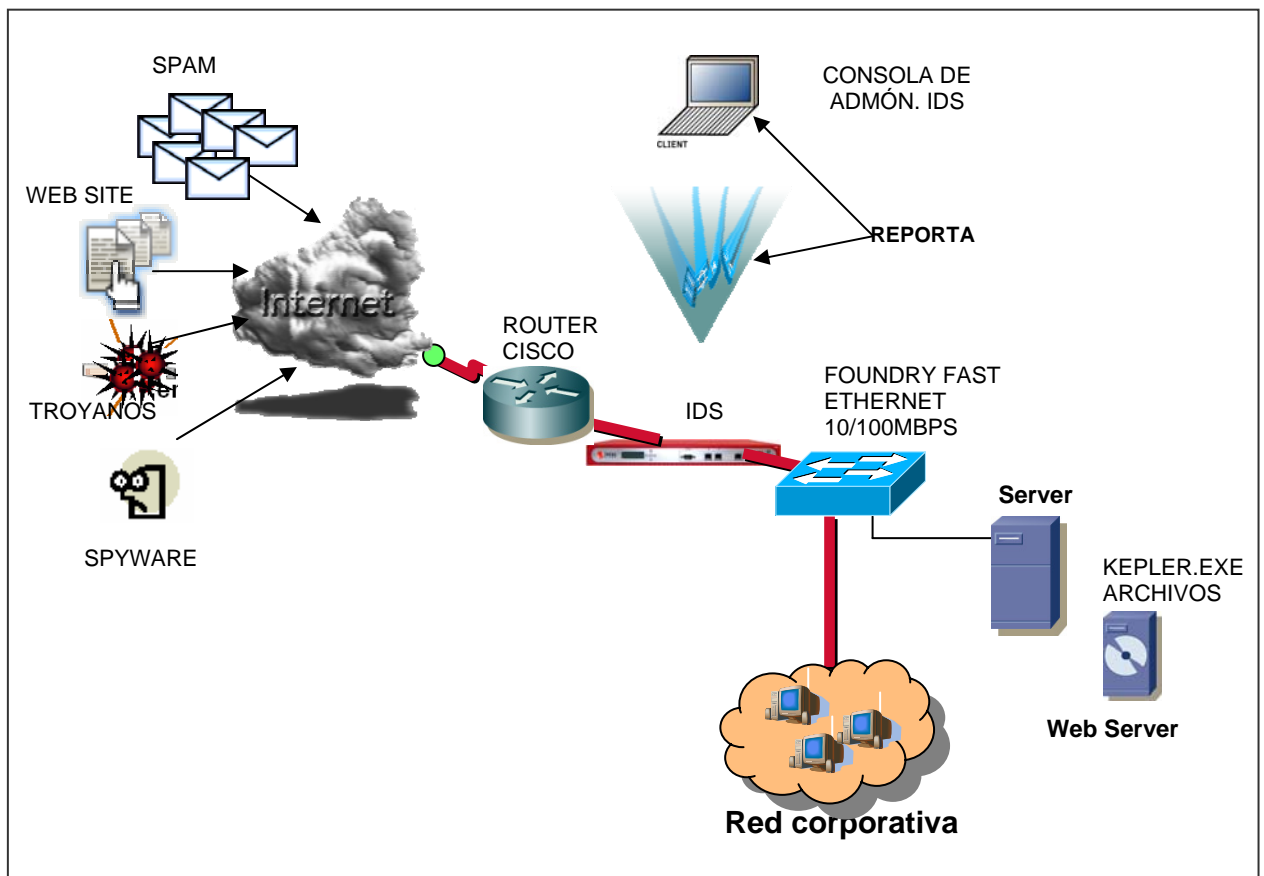 SPAM
WEB SITE
TROYANOS
SPYWARE
Internet
CLIENT
CONSOLA DE
ADMÓN. IDS
REPORTA
ROUTER
CISCO
IDS
FOUNDRY FAST
ETHERNET
10/100MBPS
Server
KEPLER.EXE
ARCHIVOS
Web Server
Red corporativa